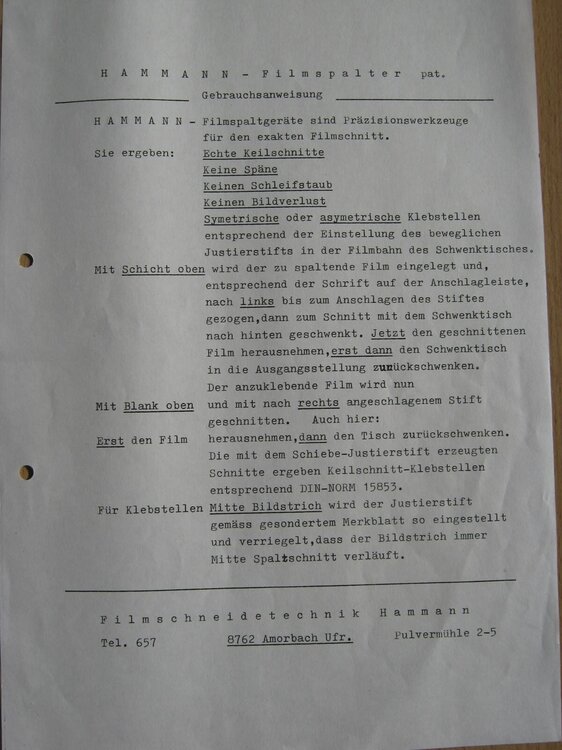 HAMMANN - Filmspalter pat.
Gebrauchsanweisung
HAMMANN - Filmspaltgeräte sind Präzisionswerkzeuge
für den exakten Filmschnitt.
Sie ergeben: Echte Keilschnitte
Keine Späne
Keinen Schleifstaub
Keinen Bildverlust
Symetrische oder asymetrische Klebstellen
entsprechend der Einstellung des beweglichen
Justierstifts in der Filmbahn des Schwenktisches.
Mit Schicht oben wird der zu spaltende Film eingelegt und,
entsprechend der Schrift auf der Anschlagleiste,
nach links bis zum Anschlagen des Stiftes
gezogen,dann zum Schnitt mit dem Schwenktisch
nach hinten geschwenkt. Jetzt den geschnittenen
Film herausnehmen,erst dann den Schwenktisch
in die Ausgangsstellung zurückschwenken.
Der anzuklebende Film wird nun
Mit Blank oben und mit nach rechts angeschlagenem Stift
geschnitten. Auch hier:
Erst den Film herausnehmen,dann den Tisch zurückschwenken.
Die mit dem Schiebe-Justierstift erzeugten
Schnitte ergeben Keilschnitt-Klebstellen
entsprechend DIN-NORM 15853.
Für Klebstellen Mitte Bildstrich wird der Justierstift
gemäss gesondertem Merkblatt so eingestellt
und verriegelt,dass der Bildstrich immer
Mitte Spaltschnitt verläuft.
Filmschneidetechnik Hammann
Tel. 657 8762 Amorbach Ufr. Pulvermühle 2-5